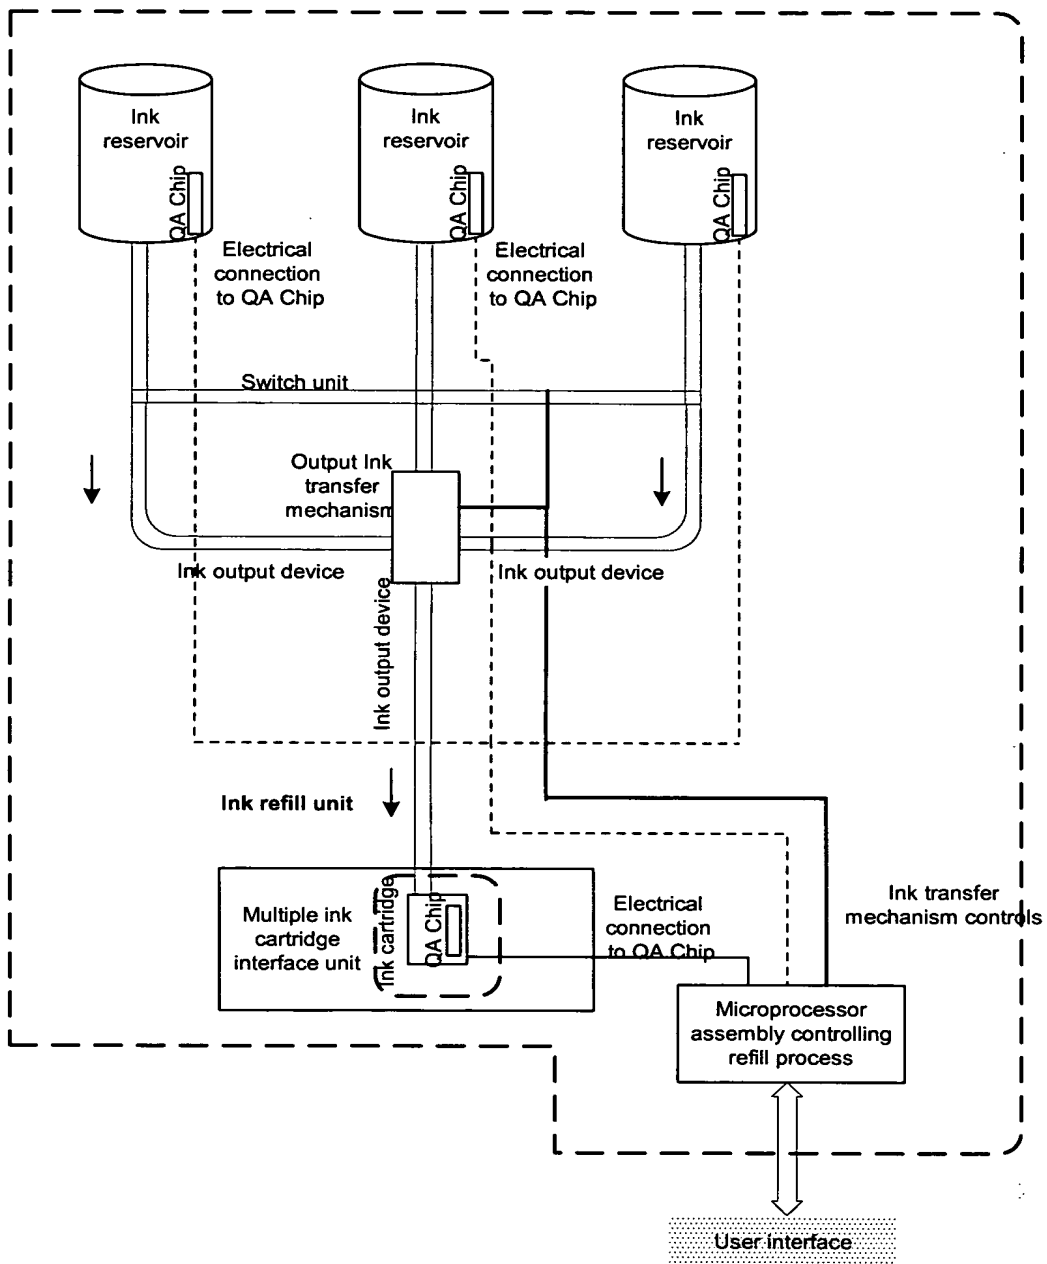 Ink
reservoir
QA Chip
Ink
reservoir
QA Chip
Ink
reservoir
QA Chip
Electrical
connection
to QA Chip
Electrical
connection
to QA Chip
Switch unit
Output Ink
transfer
mechanism
Ink output device
Ink output device
Ink output device
Ink refill unit
Multiple ink
cartridge
interface unit
Ink cartridge
QA Chip
Electrical
connection
to QA Chip
Ink transfer
mechanism controls
Microprocessor
assembly controlling
refill process
User interface